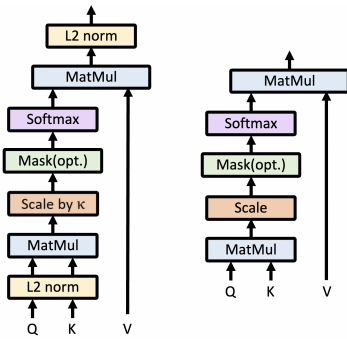 L2 norm
MatMul
Softmax
Mask(opt.)
Scale by κ
MatMul
L2 norm
Q K V
MatMul
Softmax
Mask(opt.)
Scale
MatMul
Q K V